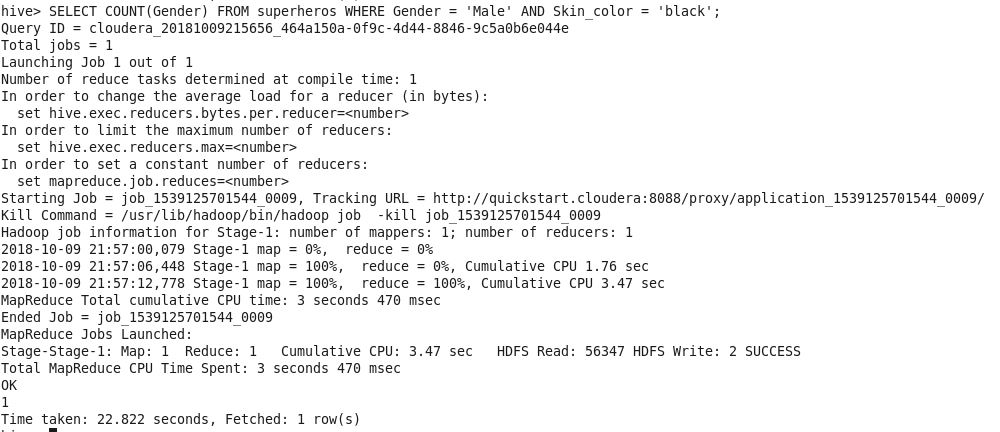 hive> SELECT COUNT(Gender) FROM superheros WHERE Gender = 'Male' AND Skin_color = 'black';
Query ID = cloudera_20181009215656_464a150a-0f9c-4d44-8846-9c5a0b6e044e
Total jobs = 1
Launching Job 1 out of 1
Number of reduce tasks determined at compile time: 1
In order to change the average load for a reducer (in bytes):
  set hive.exec.reducers.bytes.per.reducer=<number>
In order to limit the maximum number of reducers:
  set hive.exec.reducers.max=<number>
In order to set a constant number of reducers:
  set mapreduce.job.reduces=<number>
Starting Job = job_1539125701544_0009, Tracking URL = http://quickstart.cloudera:8088/proxy/application_1539125701544_0009/
Kill Command = /usr/lib/hadoop/bin/hadoop job  -kill job_1539125701544_0009
Hadoop job information for Stage-1: number of mappers: 1; number of reducers: 1
2018-10-09 21:57:00,079 Stage-1 map = 0%,  reduce = 0%
2018-10-09 21:57:06,448 Stage-1 map = 100%,  reduce = 0%, Cumulative CPU 1.76 sec
2018-10-09 21:57:12,778 Stage-1 map = 100%,  reduce = 100%, Cumulative CPU 3.47 sec
MapReduce Total cumulative CPU time: 3 seconds 470 msec
Ended Job = job_1539125701544_0009
MapReduce Jobs Launched:
Stage-Stage-1: Map: 1  Reduce: 1   Cumulative CPU: 3.47 sec   HDFS Read: 56347 HDFS Write: 2 SUCCESS
Total MapReduce CPU Time Spent: 3 seconds 470 msec
OK
1
Time taken: 22.822 seconds, Fetched: 1 row(s)